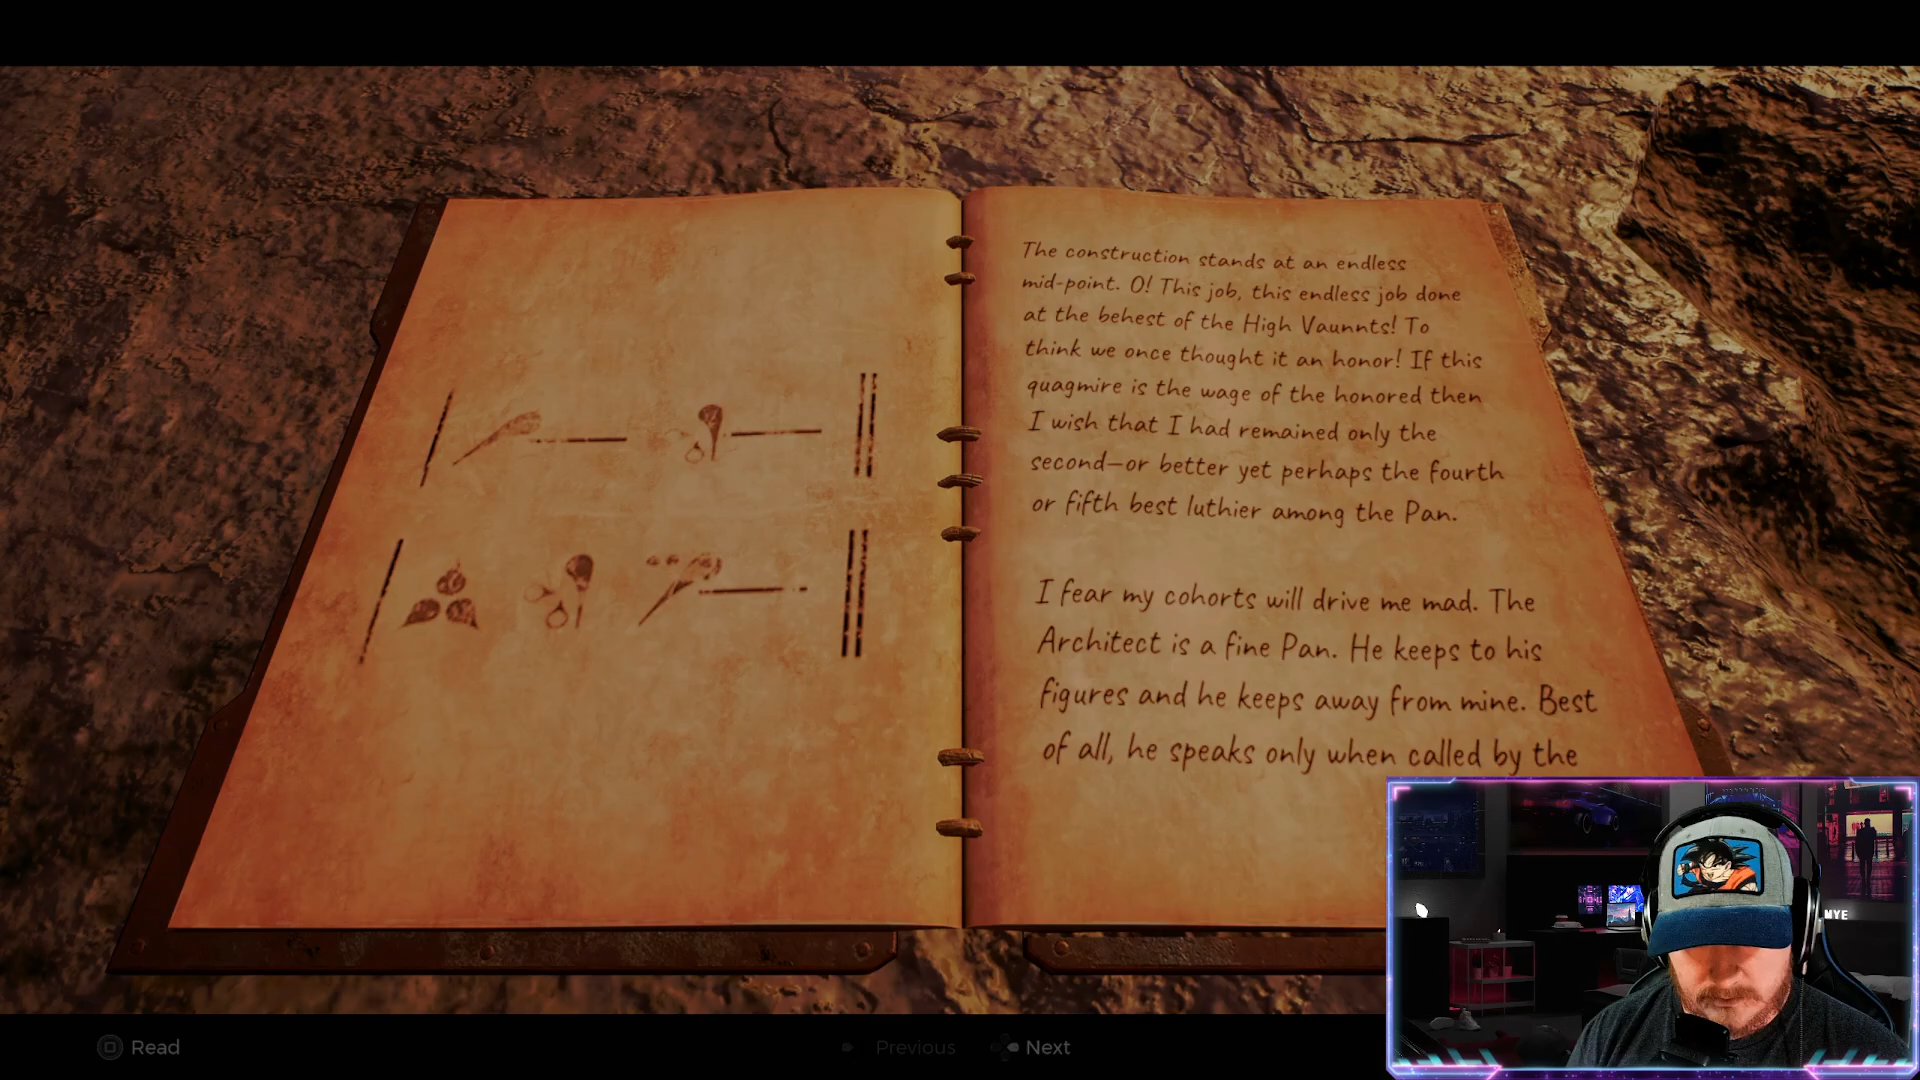 The construction stands at an endless
mid-point. O! This job, this endless job done
at the behest of the High Vaunnts! To
think we once thought it an honor! If this
quagmire is the wage of the honored then
I wish that I had remained only the
second—or better yet perhaps the fourth
or fifth best luthier among the Pan.
I fear my cohorts will drive me mad. The
Architect is a fine Pan. He keeps to his
figures and he keeps away from mine. Best
of all, he speaks only when called by the
NYE
Read
Previous
Next